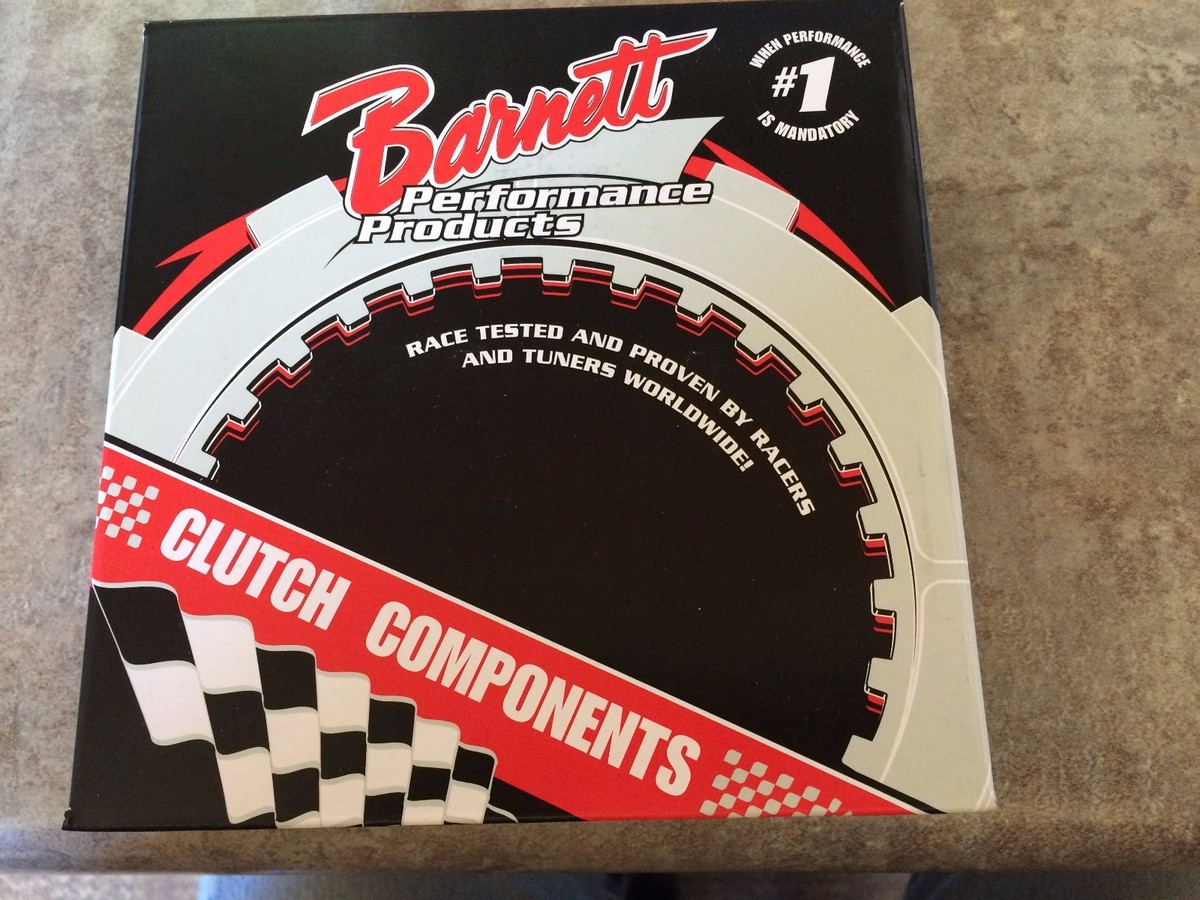 Barnett
Performance
Products
WHEN PERFORMANCE
#1
IS MANDATORY
RACE TESTED AND PROVEN BY RACERS
AND TUNERS WORLDWIDE!
CLUTCH COMPONENTS